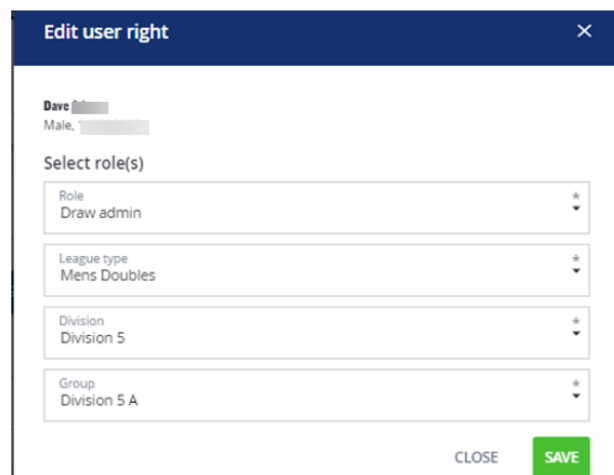 Edit user right
Dave
Male,
Select role(s)
Role *
Draw admin
League type *
Mens Doubles
Division *
Division 5
Group *
Division 5 A
CLOSE SAVE